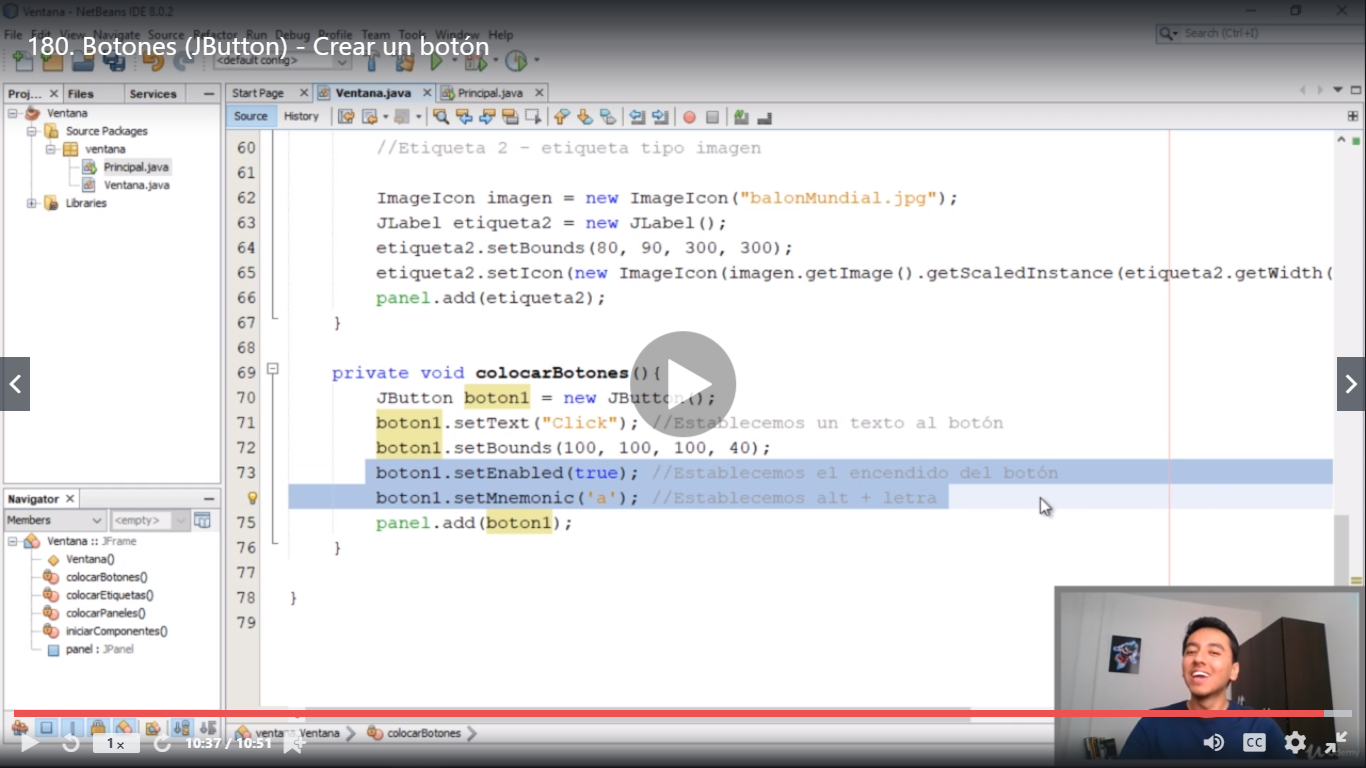 Ventana - NetBeans IDE 8.0.2
File Edit View Navigate Source Refactor Run Debug Profile Team Tools Window Help
Search (Ctrl+I)
180. Botones (JButton) - Crear un botón
<default config>
Proj... Files Services
Start Page Ventana.java Principal.java
Source History
Ventana
Source Packages
ventana
Principal.java
Ventana.java
Libraries
60 //Etiqueta 2 - etiqueta tipo imagen
61
62 ImageIcon imagen = new ImageIcon("balonMundial.jpg");
63 JLabel etiqueta2 = new JLabel();
64 etiqueta2.setBounds(80, 90, 300, 300);
65 etiqueta2.setIcon(new ImageIcon(imagen.getImage().getScaledInstance(etiqueta2.getWidth(
66 panel.add(etiqueta2);
67 }
68
69 private void colocarBotones(){
70 JButton boton1 = new JButton();
71 boton1.setText("Click"); //Establecemos un texto al botón
72 boton1.setBounds(100, 100, 100, 40);
73 boton1.setEnabled(true); //Establecemos el encendido del botón
boton1.setMnemonic('a'); //Establecemos alt + letra
75 panel.add(boton1);
76 }
77
78 }
79
Navigator
Members <empty>
Ventana :: JFrame
Ventana()
colocarBotones()
colocarEtiquetas()
colocarPaneles()
iniciarComponentes()
panel : JPanel
ventana.Ventana colocarBotones
1x 10:37 / 10:51 CC